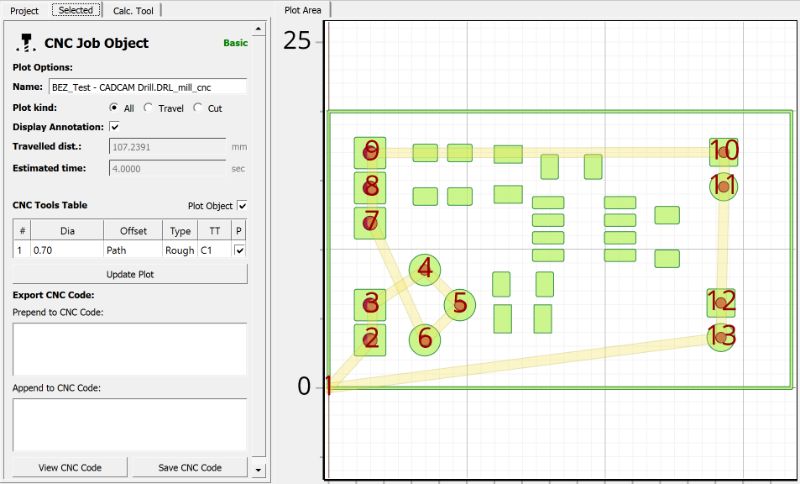 Project Selected Calc. Tool
CNC Job Object Basic
Plot Options:
Name: BEZ_Test - CADCAM Drill.DRL_mill_cnc
Plot kind: All Travel Cut
Display Annotation:
Travelled dist.: 107.2391 mm
Estimated time: 4.0000 sec
CNC Tools Table Plot Object
# Dia Offset Type TT P
1 0.70 Path Rough C1
Update Plot
Export CNC Code:
Prepend to CNC Code:
Append to CNC Code:
View CNC Code Save CNC Code
Plot Area
25
9 10
8 11
7
4
3 5 12
2 6 13
0 1